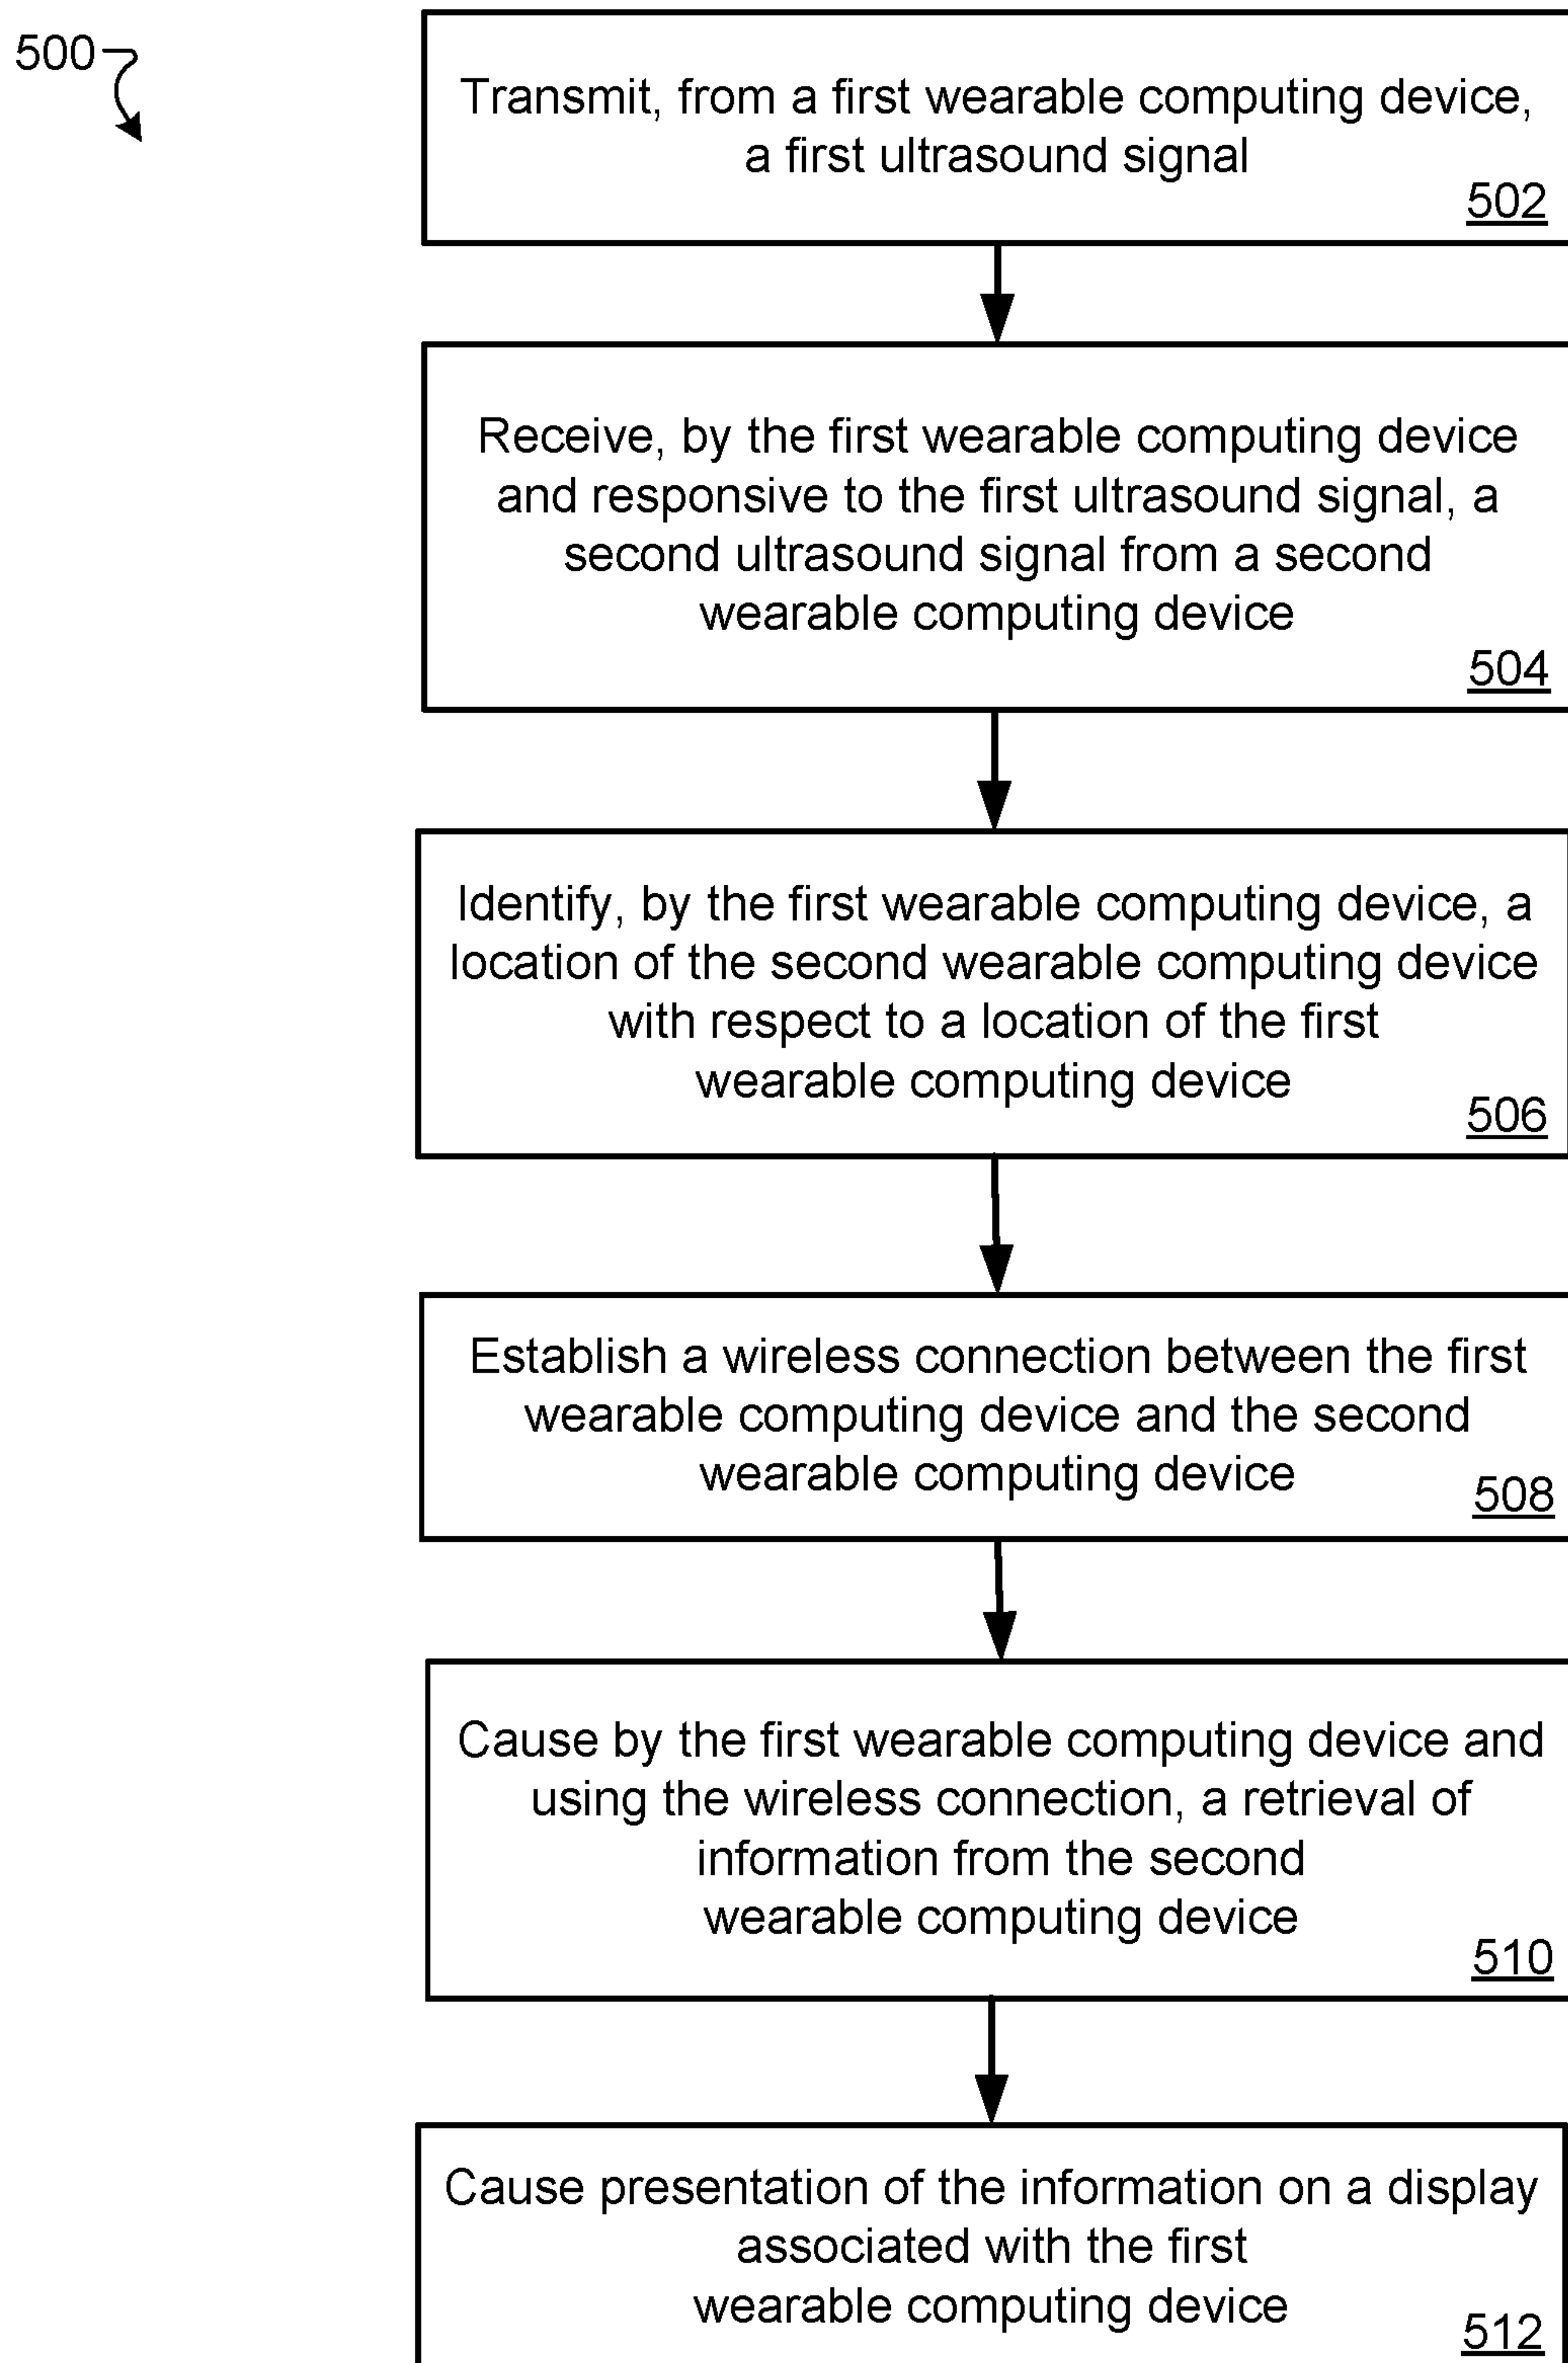 500
Transmit, from a first wearable computing device,
a first ultrasound signal
502
Receive, by the first wearable computing device
and responsive to the first ultrasound signal, a
second ultrasound signal from a second
wearable computing device
504
Identify, by the first wearable computing device, a
location of the second wearable computing device
with respect to a location of the first
wearable computing device
506
Establish a wireless connection between the first
wearable computing device and the second
wearable computing device
508
Cause by the first wearable computing device and
using the wireless connection, a retrieval of
information from the second
wearable computing device
510
Cause presentation of the information on a display
associated with the first
wearable computing device
512